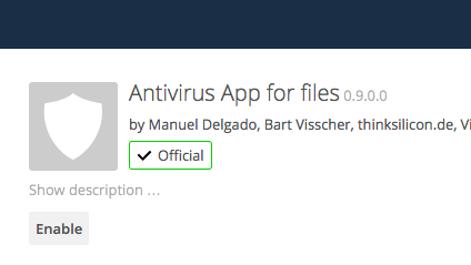 Antivirus App for files 0.9.0.0
by Manuel Delgado, Bart Visscher, thinksilicon.de, Vi
Official
Show description ...
Enable